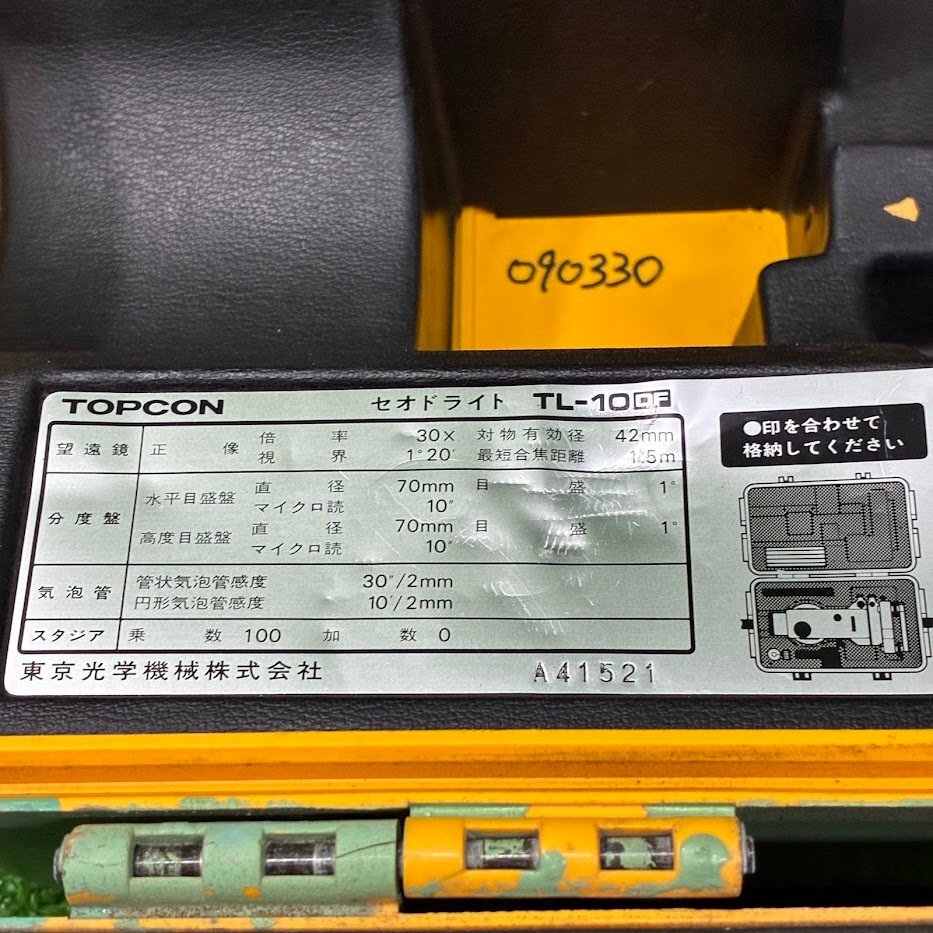 090330
TOPCON セオドライト TL-10DF
望遠鏡 正像 倍率 30× 対物有効径 42mm
視界 1°20′ 最短合焦距離 1.5m
分度盤 水平目盛盤 直径 70mm 目盛 1°
マイクロ読 10″
高度目盛盤 直径 70mm 目盛 1°
マイクロ読 10″
気泡管 管状気泡管感度 30″/2mm
円形気泡管感度 10′/2mm
スタジア 乗数 100 加数 0
東京光学機械株式会社 A41521
●印を合わせて
格納してください